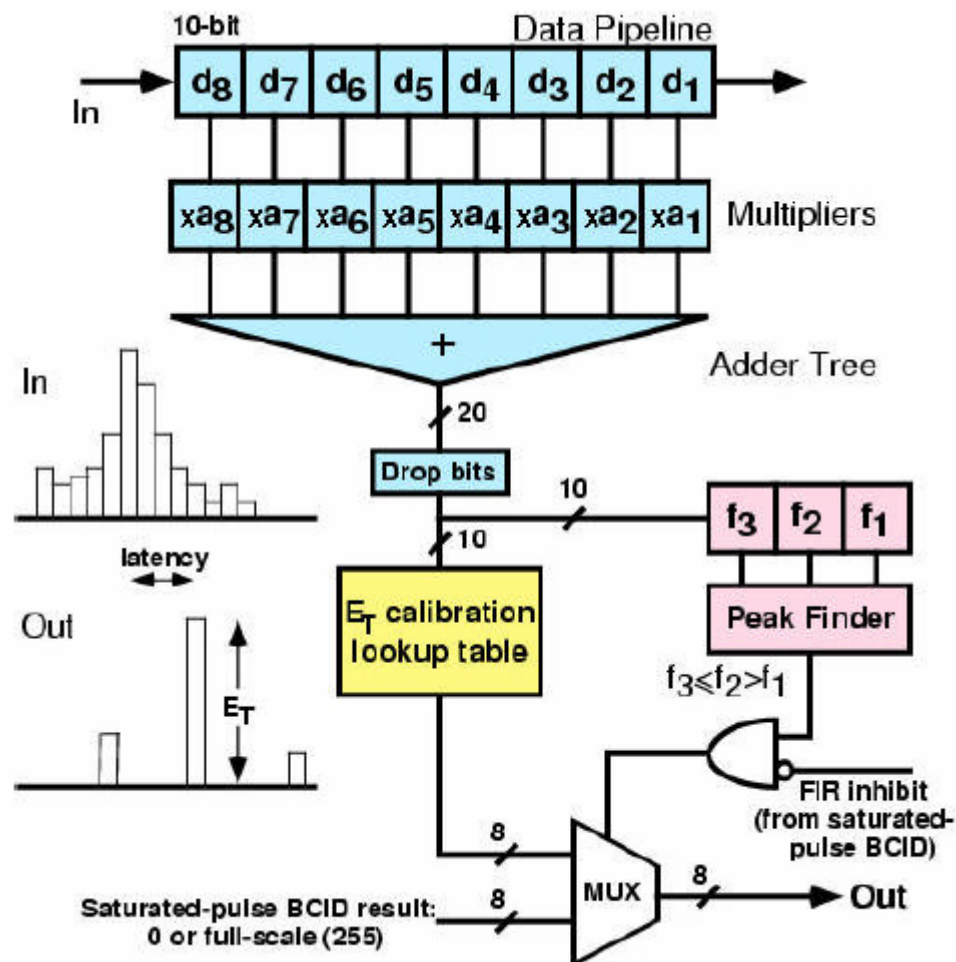 10-bit
Data Pipeline
In
d8 d7 d6 d5 d4 d3 d2 d1
xa8 xa7 xa6 xa5 xa4 xa3 xa2 xa1
Multipliers
+
Adder Tree
In
20
Drop bits
10
10
f3 f2 f1
latency
ET calibration
lookup table
Peak Finder
Out
ET
f3⩽f2>f1
FIR inhibit
(from saturated-
pulse BCID)
8
MUX
8
Out
8
Saturated-pulse BCID result:
0 or full-scale (255)